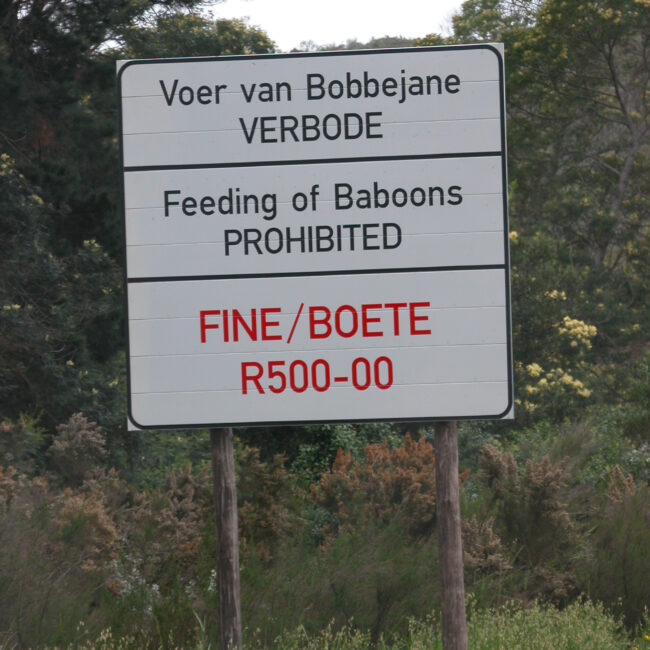 Voer van Bobbejane
VERBODE
Feeding of Baboons
PROHIBITED
FINE/BOETE
R500-00